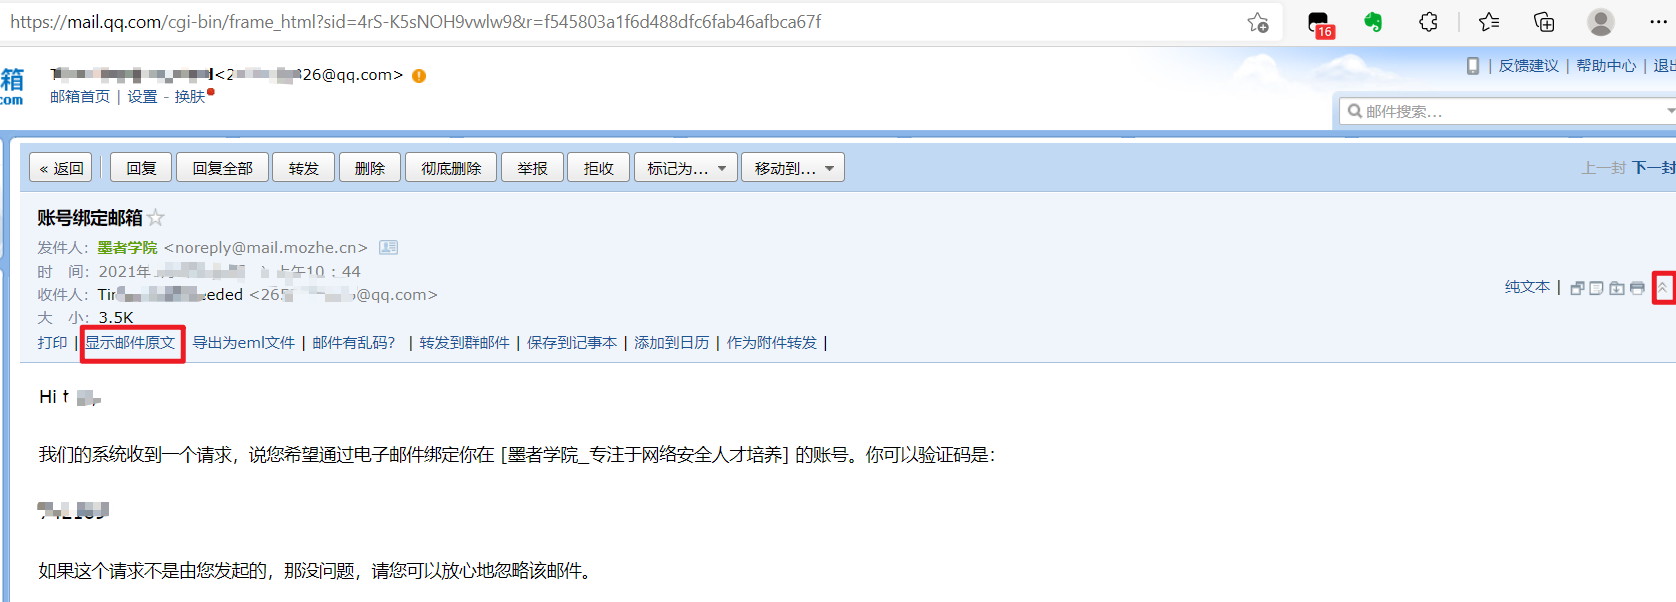 https://mail.qq.com/cgi-bin/frame_html?sid=4rS-K5sNOH9vwlw9&r=f545803a1f6d488dfc6fab46afbca67f
16
箱
com
326@qq.com>
邮箱首页 | 设置 - 换肤
| 反馈建议 | 帮助中心 | 退出
邮件搜索...
« 返回 回复 回复全部 转发 删除 彻底删除 举报 拒收 标记为... 移动到...
上一封 下一封
账号绑定邮箱
发件人：墨者学院 <noreply@mail.mozhe.cn>
时 间：2021年 上午10：44
收件人： eeded @qq.com>
纯文本 |
大 小：3.5K
打印 | 显示邮件原文 导出为eml文件 | 邮件有乱码？ | 转发到群邮件 | 保存到记事本 | 添加到日历 | 作为附件转发 |
Hi t
我们的系统收到一个请求，说您希望通过电子邮件绑定你在 [墨者学院_专注于网络安全人才培养] 的账号。你可以验证码是：
如果这个请求不是由您发起的，那没问题，请您可以放心地忽略该邮件。